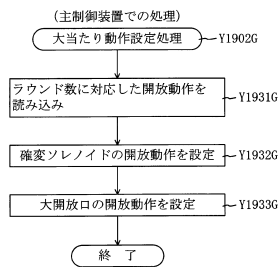 (主制御装置での処理)
大当たり動作設定処理
Y1902G
ラウンド数に対応した開放動作を
読み込み
Y1931G
確変ソレノイドの開放動作を設定
Y1932G
大開放口の開放動作を設定
Y1933G
終 了